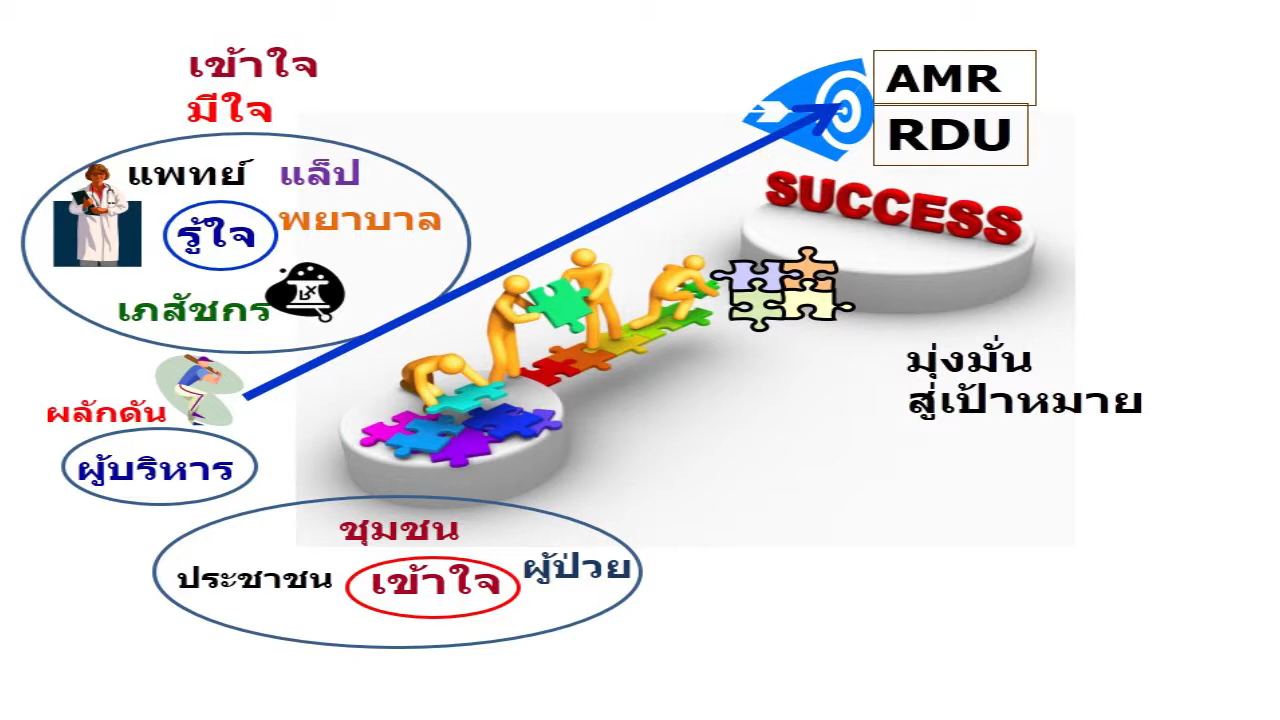 เข้าใจ
มีใจ
แพทย์ แล็ป
รู้ใจ พยาบาล
เภสัชกร
ผลักดัน
ผู้บริหาร
ชุมชน
ประชาชน เข้าใจ ผู้ป่วย
AMR
RDU
SUCCESS
มุ่งมั่น
สู่เป้าหมาย